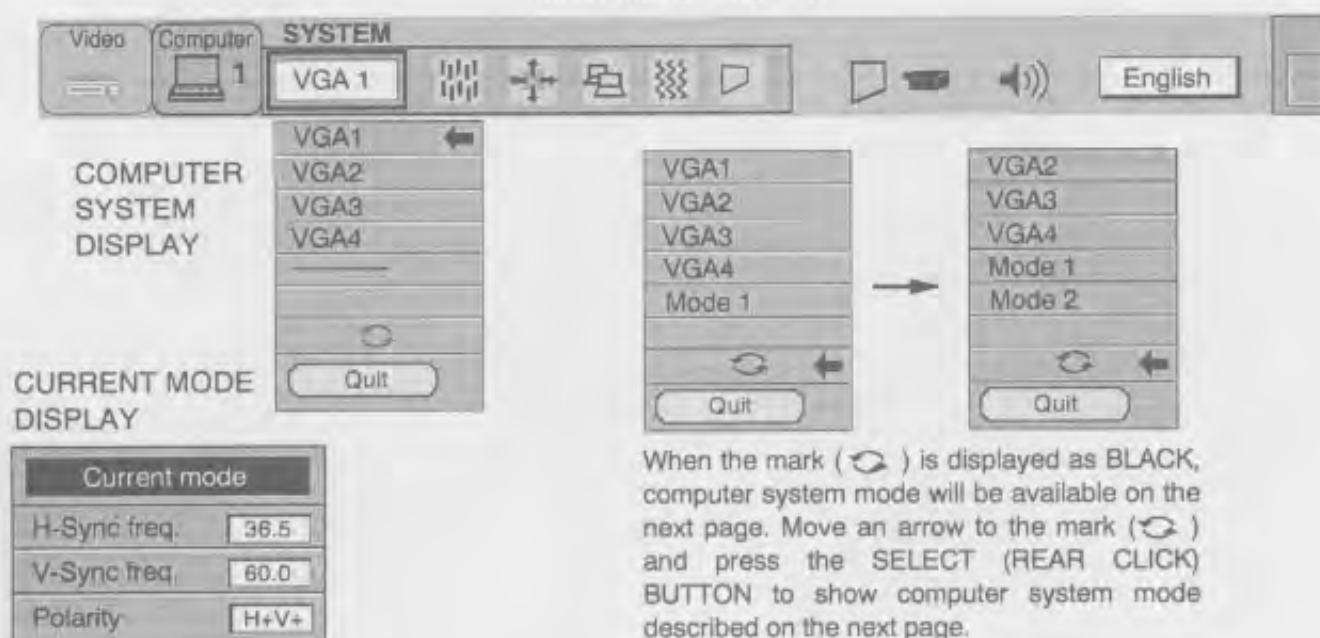 SYSTEM
Video
Computer
1
VGA 1
English
COMPUTER
SYSTEM
DISPLAY
VGA1
VGA2
VGA3
VGA4
Quit
VGA1
VGA2
VGA3
VGA4
Mode 1
Quit
VGA2
VGA3
VGA4
Mode 1
Mode 2
Quit
CURRENT MODE
DISPLAY
Current mode
H-Sync freq. 36.5
V-Sync freq. 60.0
Polarity H+V+
When the mark ( ) is displayed as BLACK,
computer system mode will be available on the
next page. Move an arrow to the mark ( )
and press the SELECT (REAR CLICK)
BUTTON to show computer system mode
described on the next page.